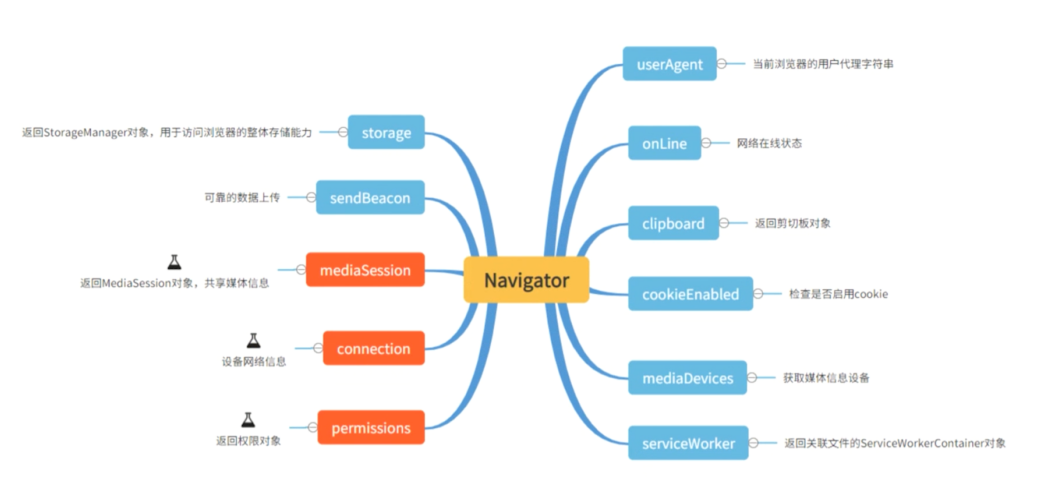 Navigator
userAgent
当前浏览器的用户代理字符串
onLine
网络在线状态
clipboard
返回剪切板对象
cookieEnabled
检查是否启用cookie
mediaDevices
获取媒体信息设备
serviceWorker
返回关联文件的ServiceWorkerContainer对象
storage
返回StorageManager对象，用于访问浏览器的整体存储能力
sendBeacon
可靠的数据上传
mediaSession
返回MediaSession对象，共享媒体信息
connection
设备网络信息
permissions
返回权限对象